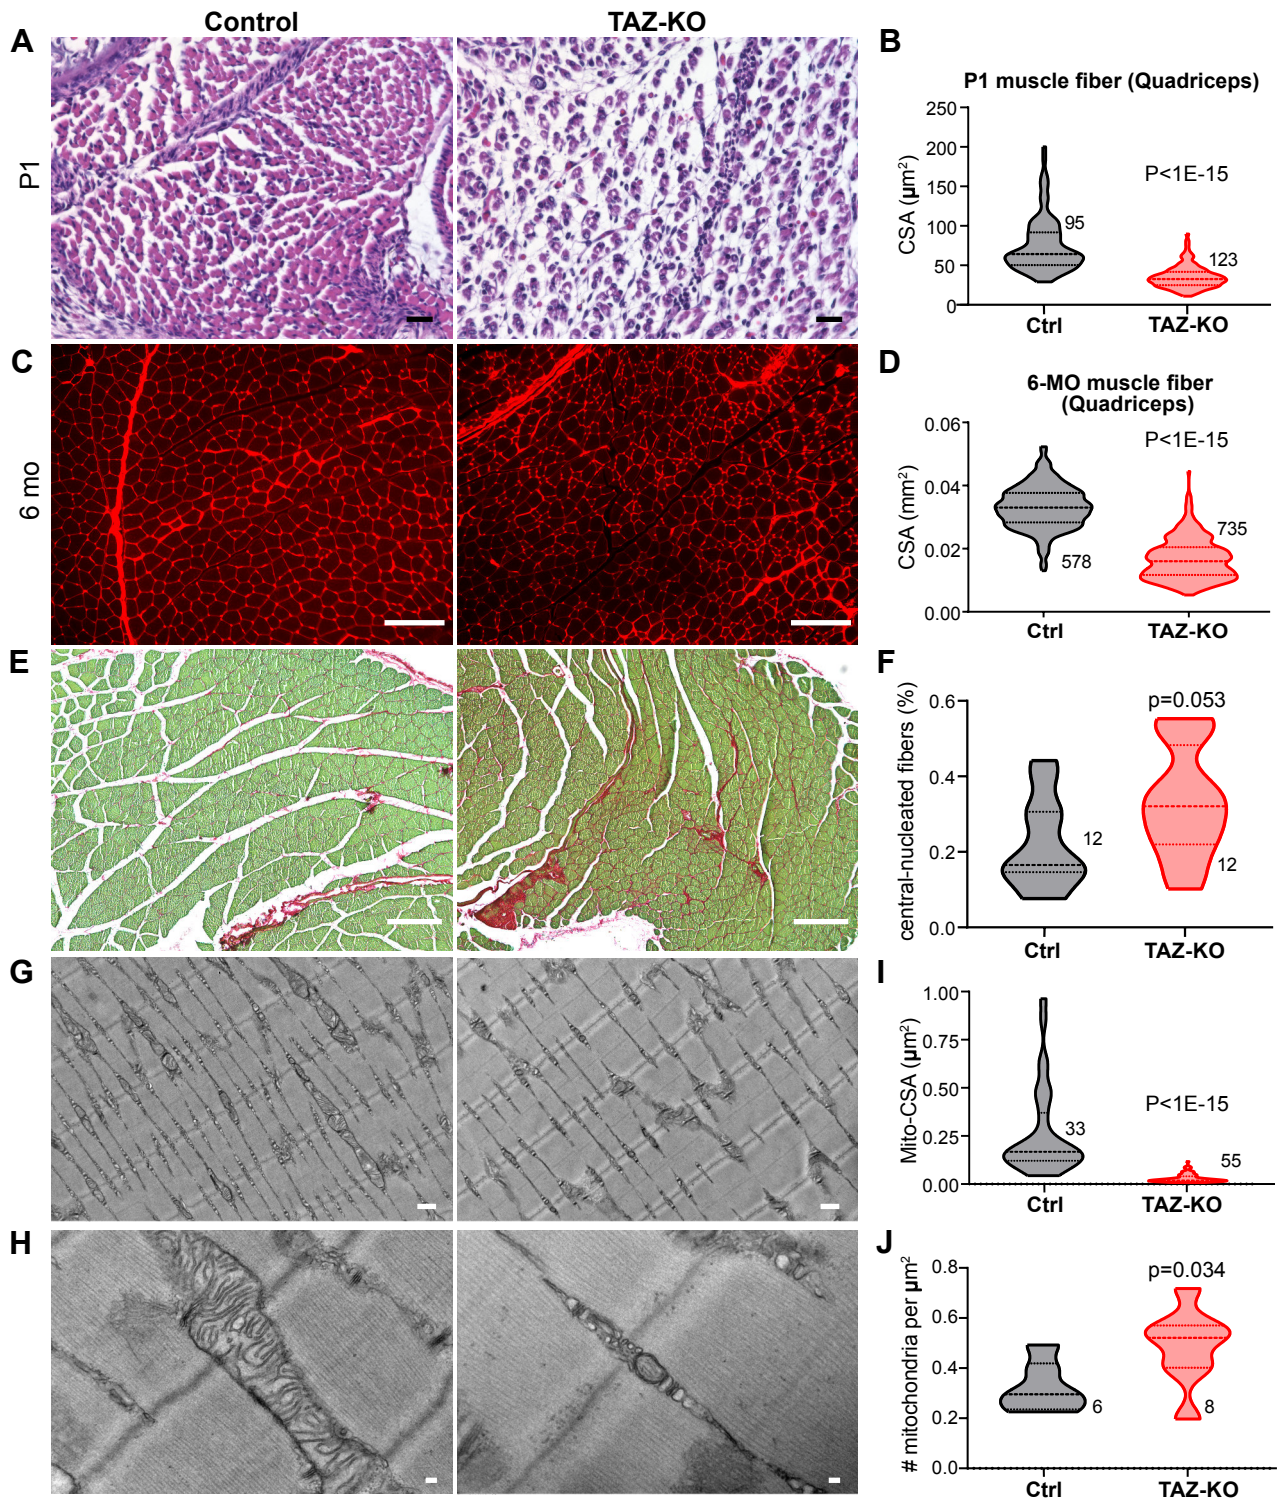 Control
TAZ-KO
A
P1
B
P1 muscle fiber (Quadriceps)
CSA (µm²)
250
200
150
100
50
0
P<1E-15
95
123
Ctrl
TAZ-KO
C
6 mo
D
6-MO muscle fiber
(Quadriceps)
CSA (mm²)
0.06
0.04
0.02
0.00
P<1E-15
578
735
Ctrl
TAZ-KO
E
F
central-nucleated fibers (%)
0.6
0.4
0.2
0.0
p=0.053
12
12
Ctrl
TAZ-KO
G
I
Mito-CSA (µm²)
1.00
0.75
0.50
0.25
0.00
P<1E-15
33
55
Ctrl
TAZ-KO
H
J
# mitochondria per µm²
0.8
0.6
0.4
0.2
0.0
p=0.034
6
8
Ctrl
TAZ-KO